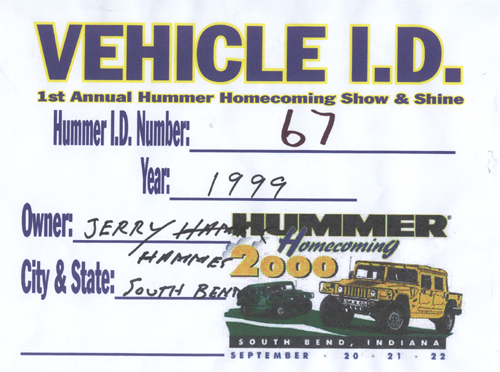 VEHICLE I.D.
1st Annual Hummer Homecoming Show & Shine
Hummer I.D. Number: 67
Year: 1999
Owner: JERRY
City & State: SOUTH BEND
HUMMER®
Homecoming
2000
SOUTH BEND, INDIANA
SEPTEMBER · 20 · 21 · 22